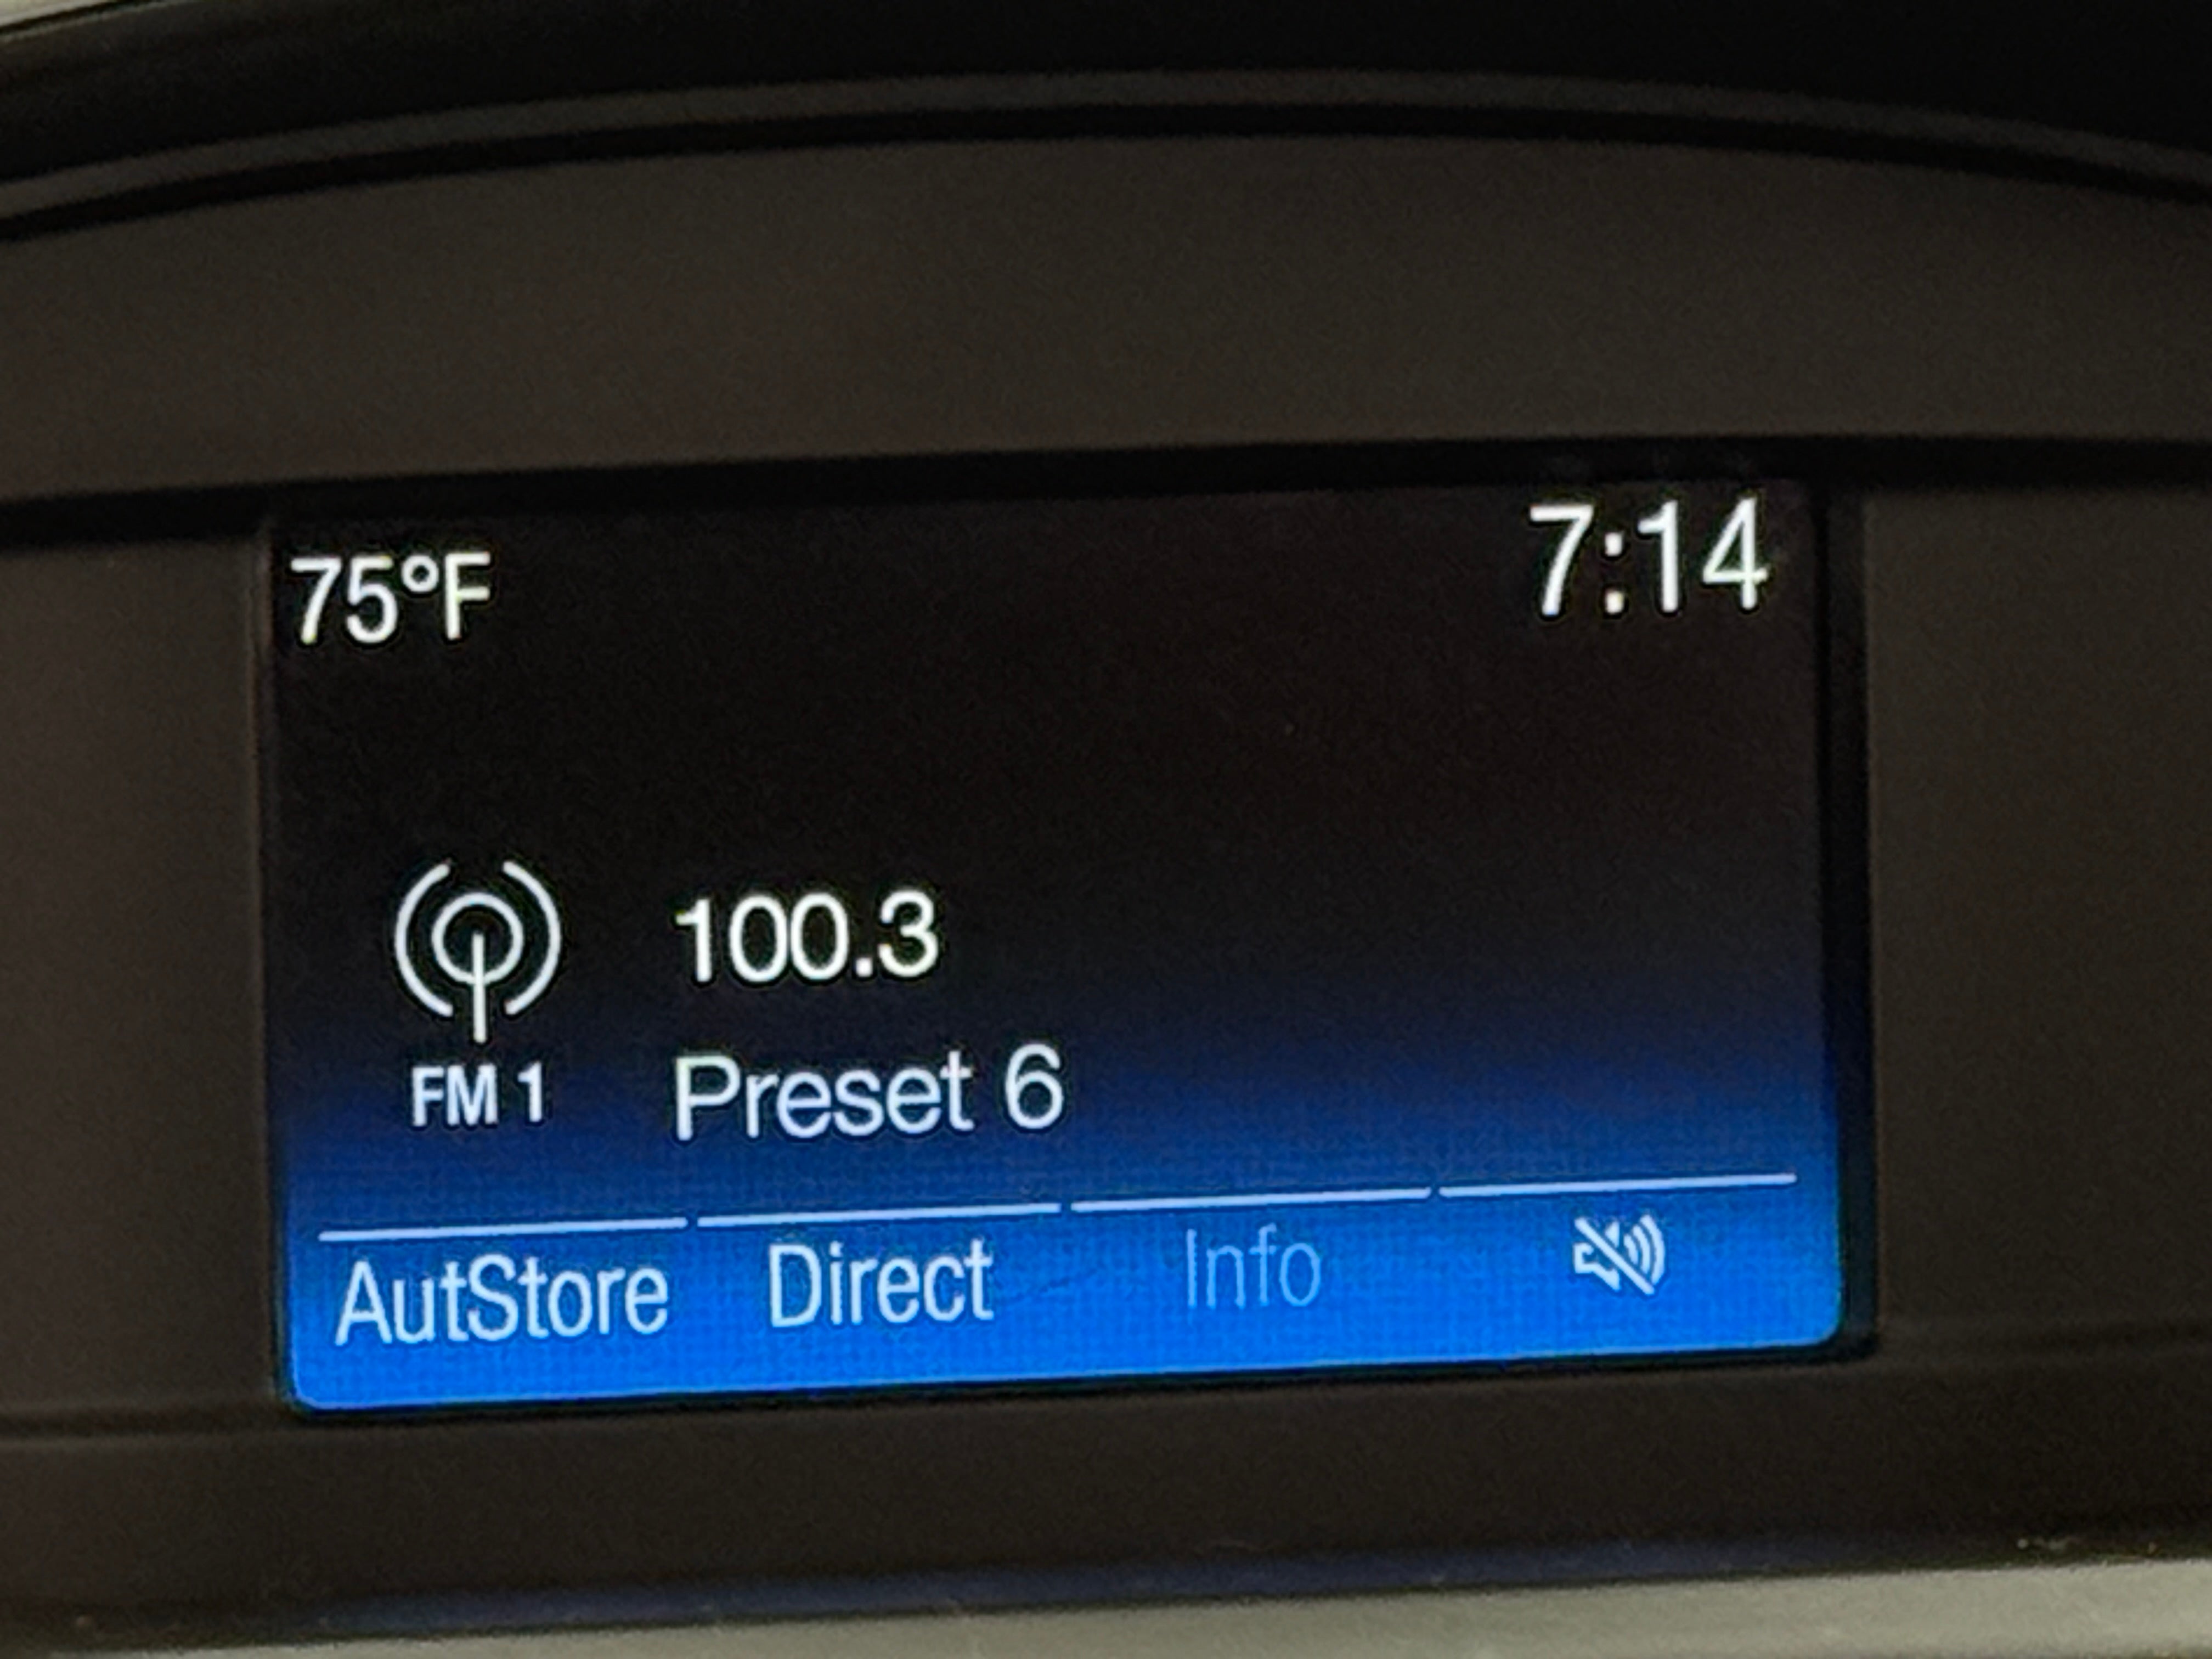 75°F 7:14
100.3
FM 1 Preset 6
AutStore Direct Info